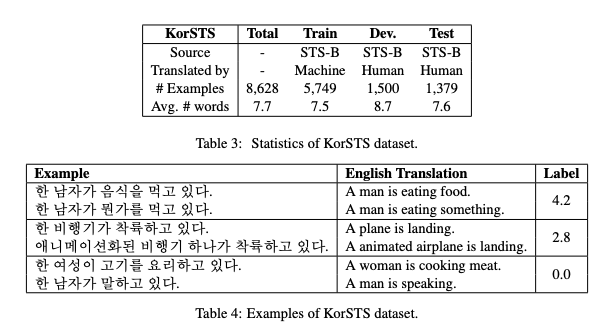 KorSTS Total Train Dev. Test
Source - STS-B STS-B STS-B
Translated by - Machine Human Human
# Examples 8,628 5,749 1,500 1,379
Avg. # words 7.7 7.5 8.7 7.6
Table 3: Statistics of KorSTS dataset.
Example English Translation Label
한 남자가 음식을 먹고 있다. A man is eating food.
4.2
한 남자가 뭔가를 먹고 있다. A man is eating something.
한 비행기가 착륙하고 있다. A plane is landing.
2.8
애니메이션화된 비행기 하나가 착륙하고 있다. A animated airplane is landing.
한 여성이 고기를 요리하고 있다. A woman is cooking meat.
0.0
한 남자가 말하고 있다. A man is speaking.
Table 4: Examples of KorSTS dataset.